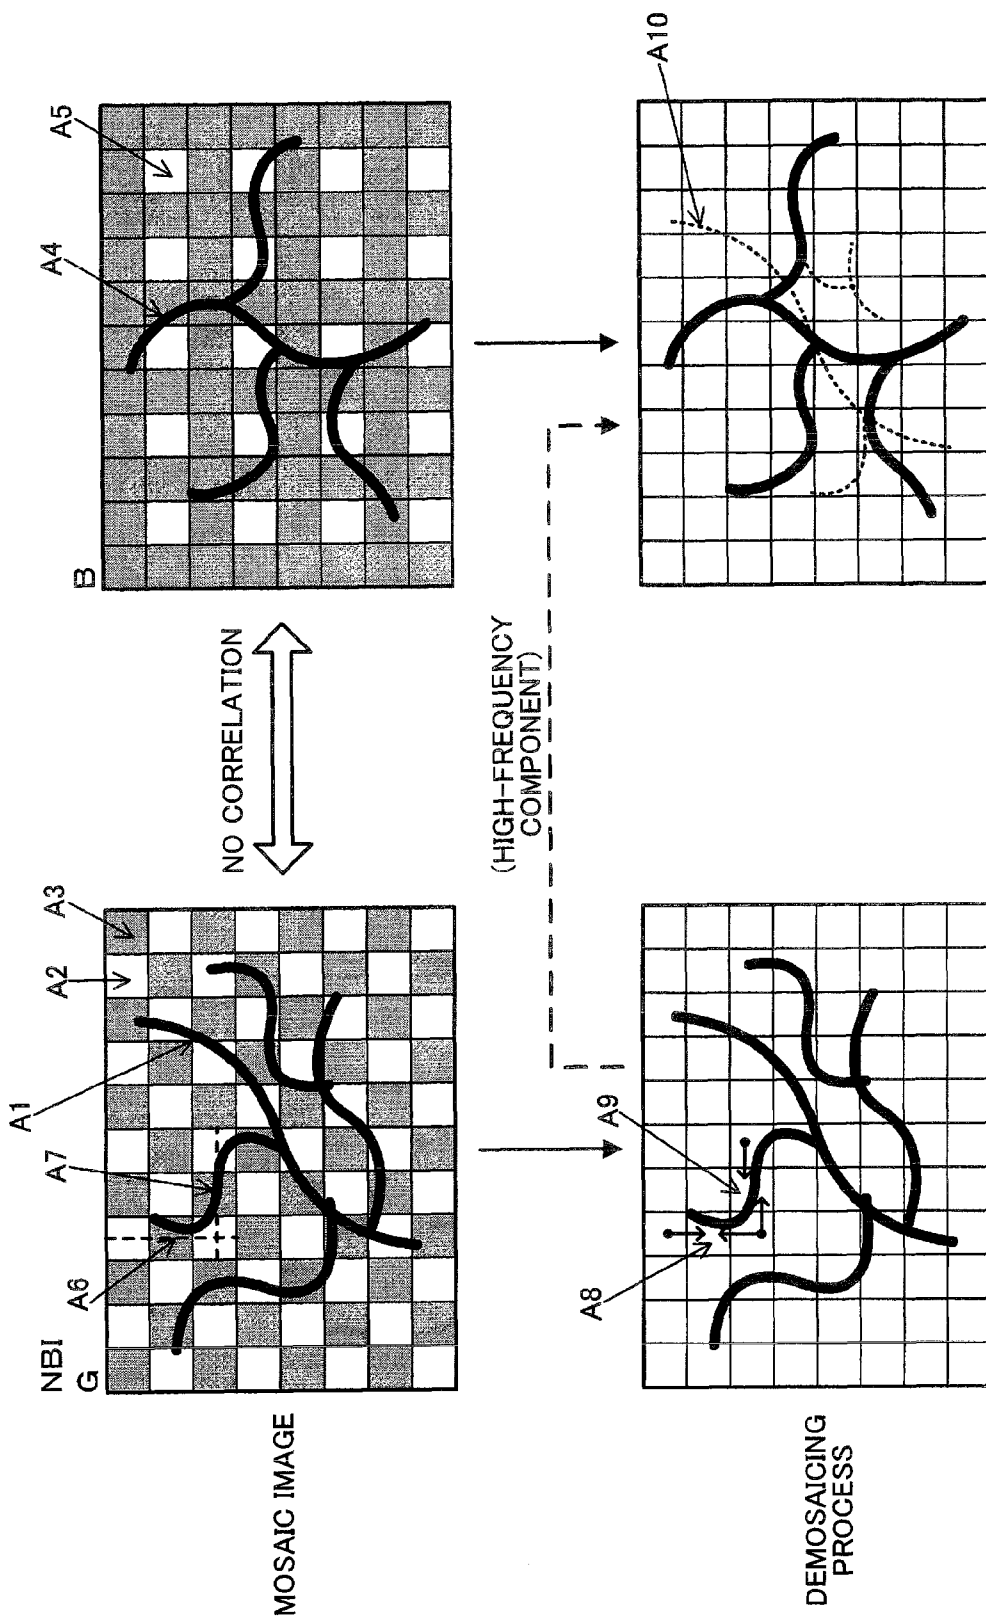 NBI
G
B
A1
A2
A3
A4
A5
A6
A7
NO CORRELATION
MOSAIC IMAGE
(HIGH-FREQUENCY
COMPONENT)
A8
A9
A10
DEMOSAICING
PROCESS